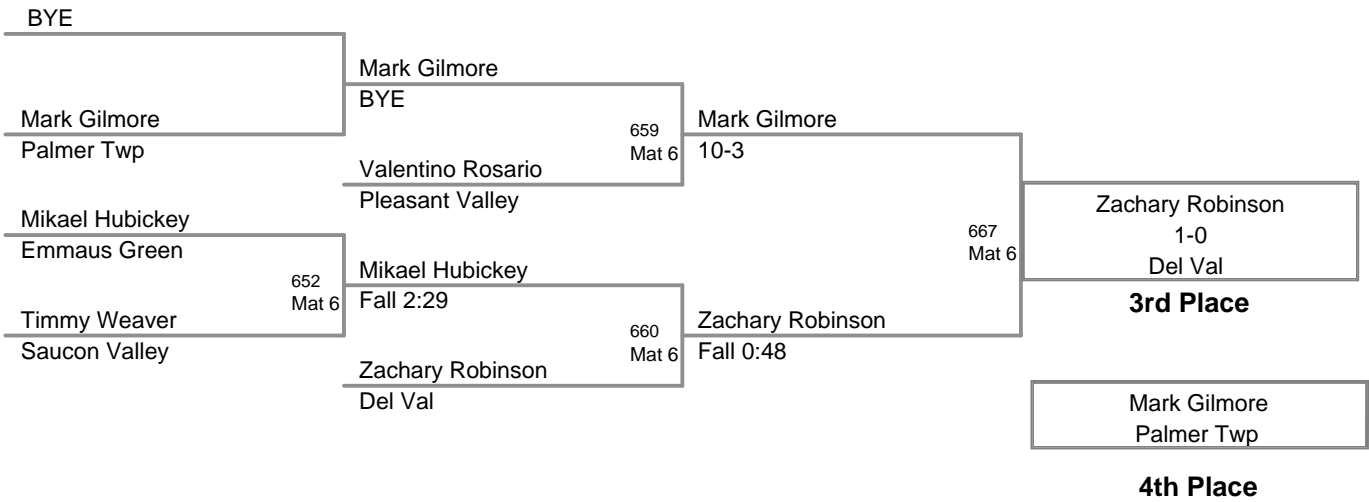 BYE
Mark Gilmore
Palmer Twp
Mikael Hubickey
Emmaus Green
Timmy Weaver
Saucon Valley
652
Mat 6
Mark Gilmore
BYE
Valentino Rosario
Pleasant Valley
Mikael Hubickey
Fall 2:29
Zachary Robinson
Del Val
659
Mat 6
660
Mat 6
Mark Gilmore
10-3
Zachary Robinson
Fall 0:48
667
Mat 6
Zachary Robinson
1-0
Del Val
3rd Place
Mark Gilmore
Palmer Twp
4th Place